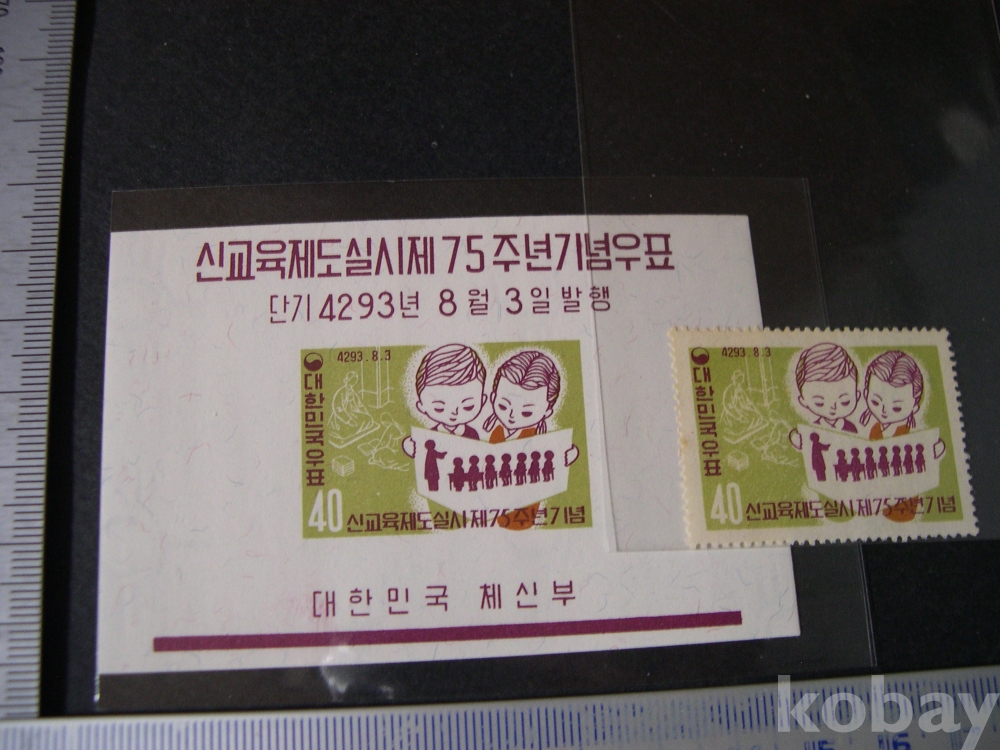 신교육제도실시제75주년기념우표
단기4293년 8월 3일발행
4293.8.3
대한민국우표
40 신교육제도실시제75주년기념
대한민국 체신부
4293.8.3
대한민국우표
40 신교육제도실시제75주년기념
kobay